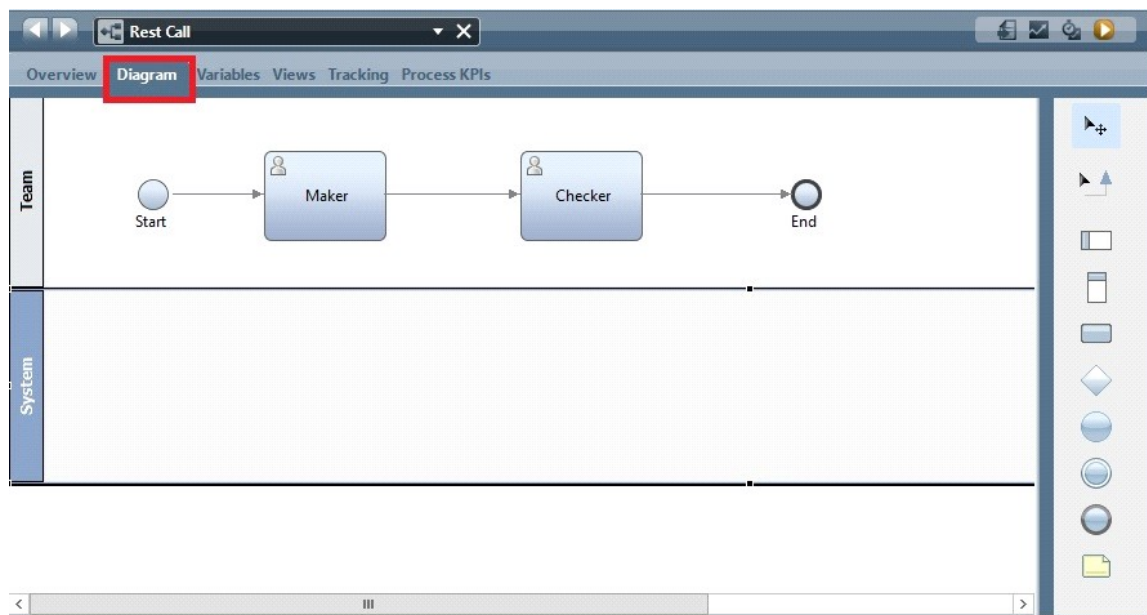 Rest Call
Overview Diagram Variables Views Tracking Process KPIs
Team
Start
Maker
Checker
End
System